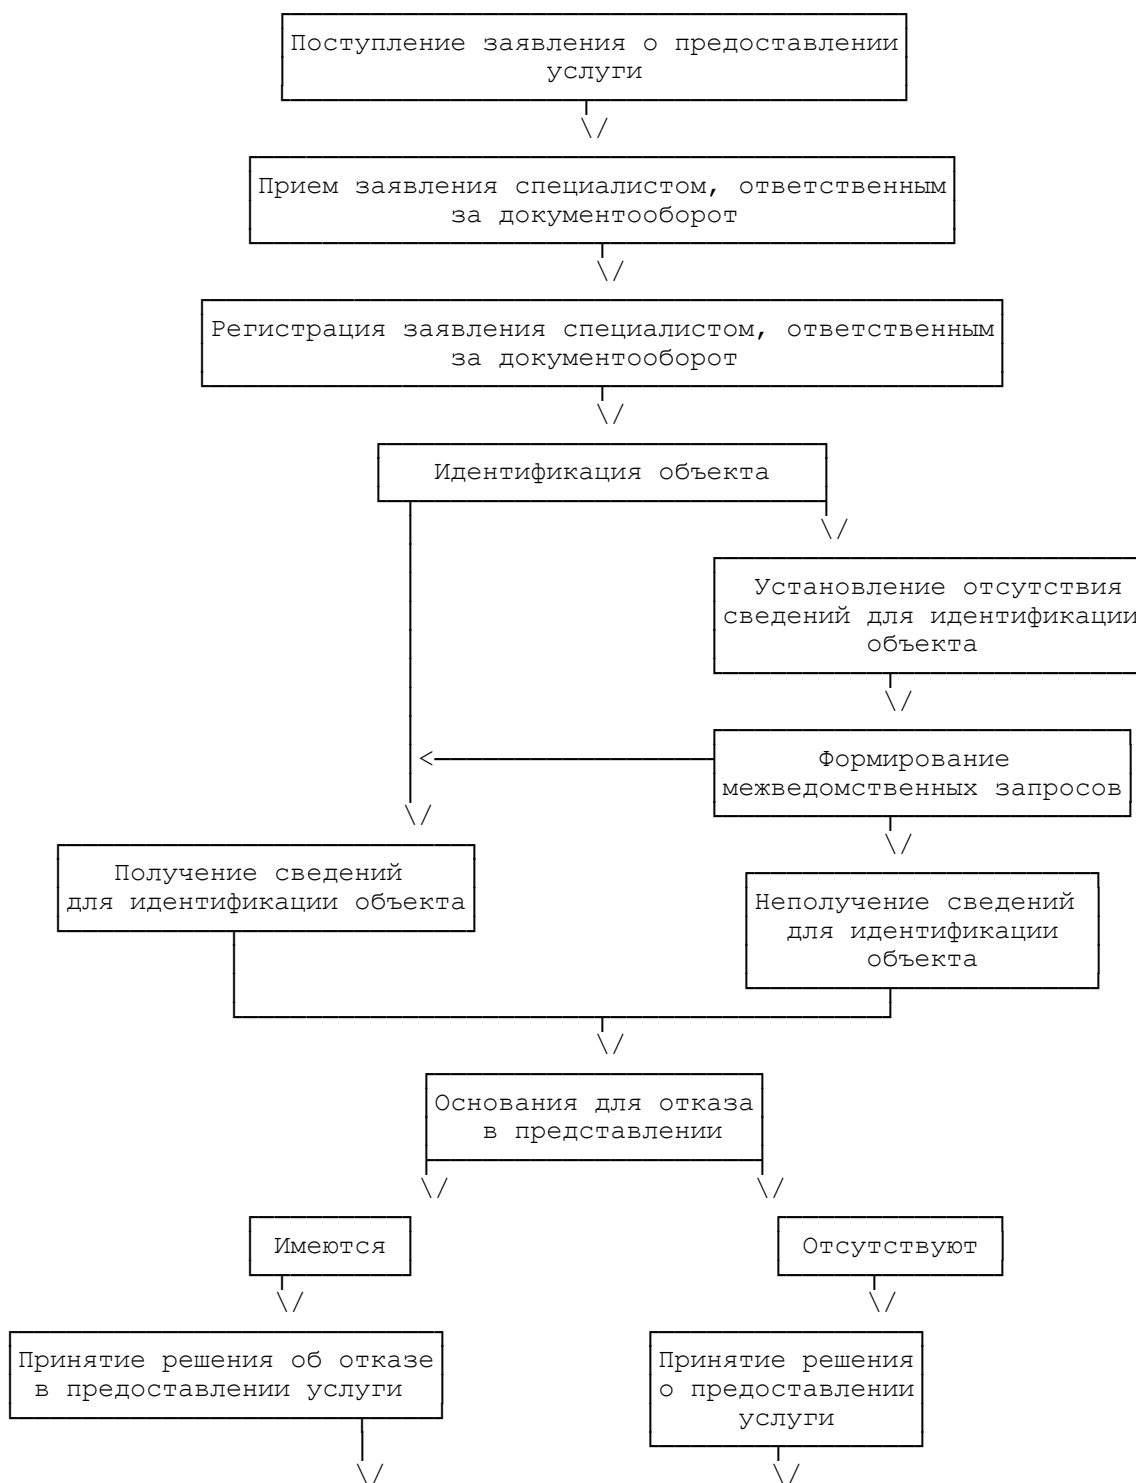 Поступление заявления о предоставлении
услуги
Прием заявления специалистом, ответственным
за документооборот
Регистрация заявления специалистом, ответственным
за документооборот
Идентификация объекта
Установление отсутствия
сведений для идентификации
объекта
Формирование
межведомственных запросов
Получение сведений
для идентификации объекта
Неполучение сведений
для идентификации
объекта
Основания для отказа
в представлении
Имеются
Отсутствуют
Принятие решения об отказе
в предоставлении услуги
Принятие решения
о предоставлении
услуги